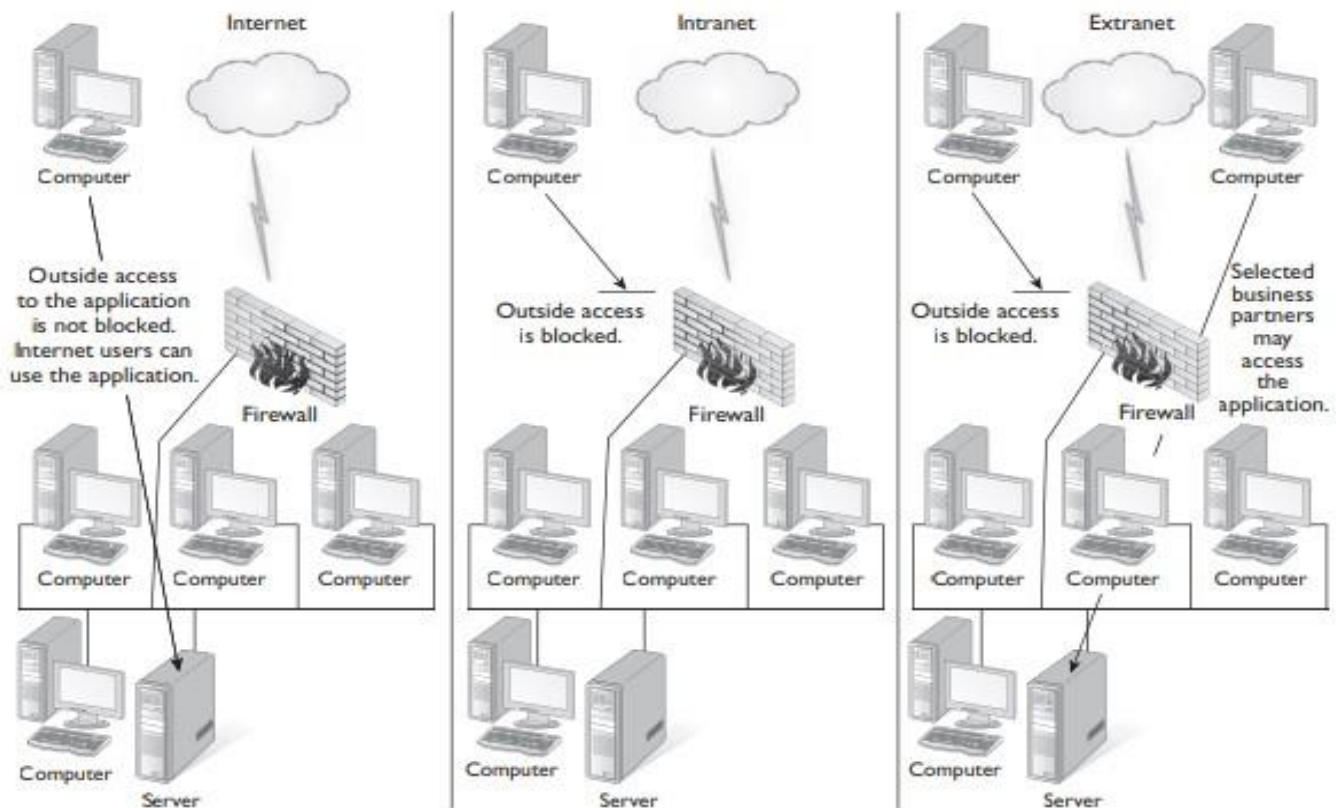 Internet
Computer
Outside access
to the application
is not blocked.
Internet users can
use the application.
Firewall
Computer
Computer
Computer
Computer
Server
Intranet
Computer
Outside access
is blocked.
Firewall
Computer
Computer
Computer
Computer
Server
Extranet
Computer
Computer
Outside access
is blocked.
Selected
business
partners
may
access
the
application.
Firewall
Computer
Computer
Computer
Computer
Server